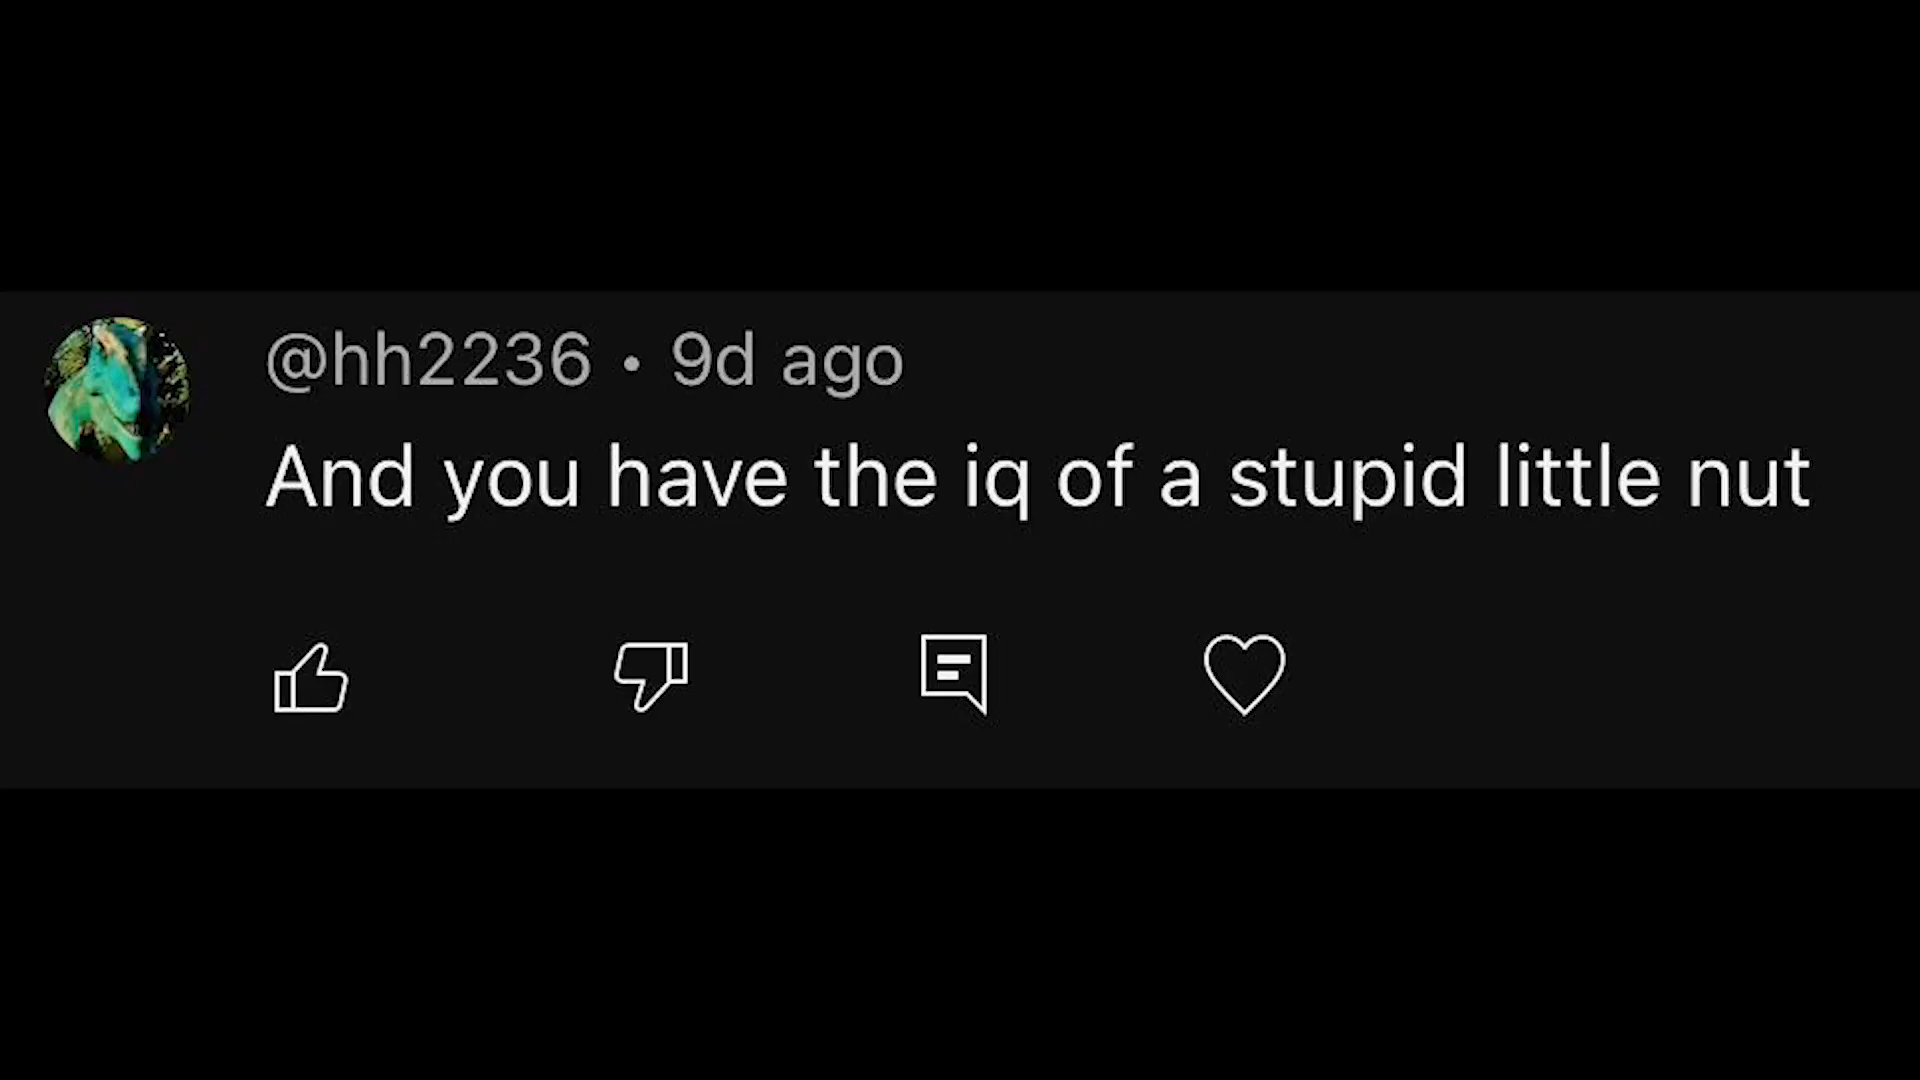 @hh2236 • 9d ago
And you have the iq of a stupid little nut